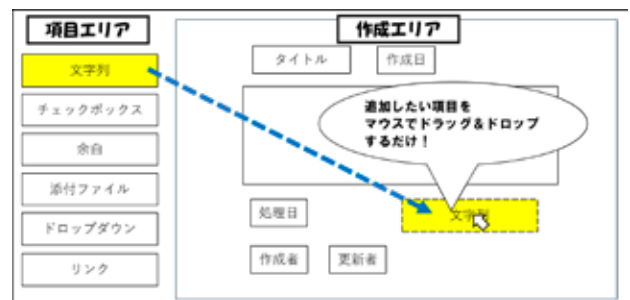 項目エリア
文字列
チェックボックス
余白
添付ファイル
ドロップダウン
リンク
作成エリア
タイトル
作成日
追加したい項目を
マウスでドラッグ&ドロップ
するだけ!
処理日
文字列
作成者
更新者